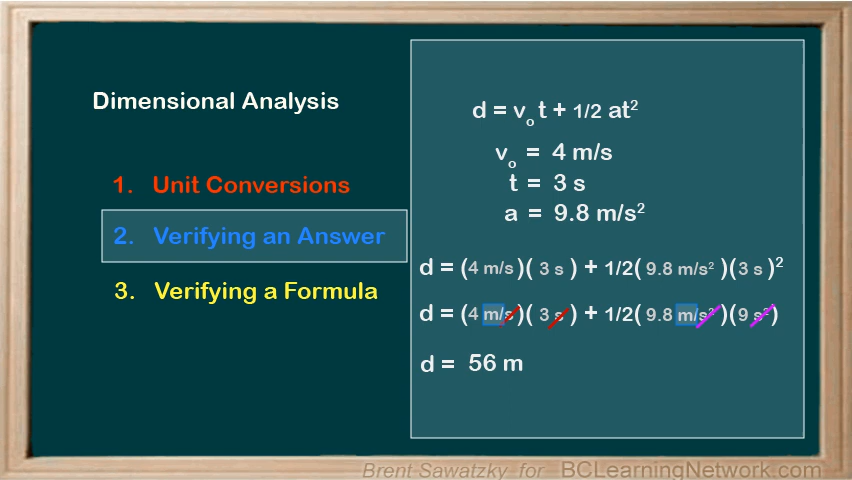 Dimensional Analysis
1. Unit Conversions
2. Verifying an Answer
3. Verifying a Formula
d = vₒt + 1/2 at²
vₒ = 4 m/s
t = 3 s
a = 9.8 m/s²
d = (4 m/s)( 3 s ) + 1/2( 9.8 m/s² )(3 s )²
d = (4 m/s)( 3 s ) + 1/2( 9.8 m/s² )(9 s²)
d = 56 m
Brent Sawatzky for BCLearningNetwork.com